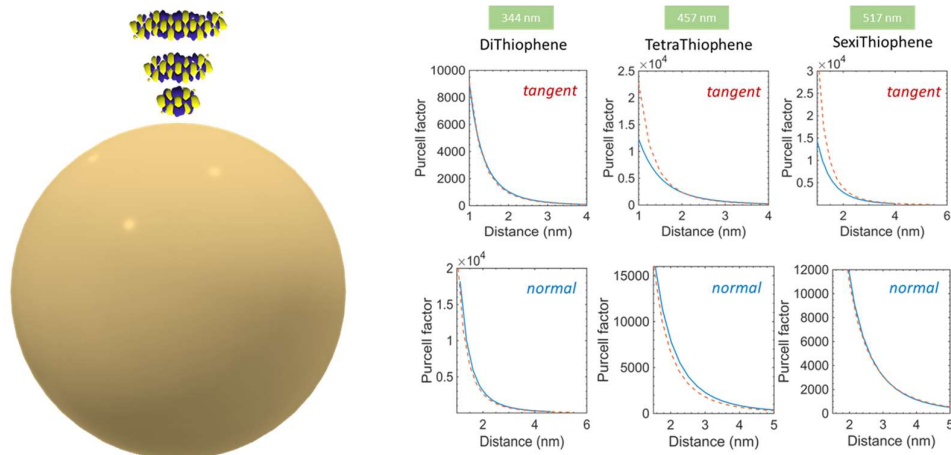 344 nm
457 nm
517 nm
DiThiophene
TetraThiophene
SexiThiophene
10000
8000
6000
4000
2000
0
1
2
3
4
Purcell factor
Distance (nm)
tangent
×10⁴
2.5
2
1.5
1
0.5
0
1
2
3
4
Purcell factor
Distance (nm)
tangent
×10⁴
3
2.5
2
1.5
1
0.5
0
2
4
6
Purcell factor
Distance (nm)
tangent
×10⁴
2
1.5
1
0.5
2
3
4
5
6
Purcell factor
Distance (nm)
normal
15000
10000
5000
0
2
3
4
5
Purcell factor
Distance (nm)
normal
12000
10000
8000
6000
4000
2000
0
2
3
4
5
Purcell factor
Distance (nm)
normal